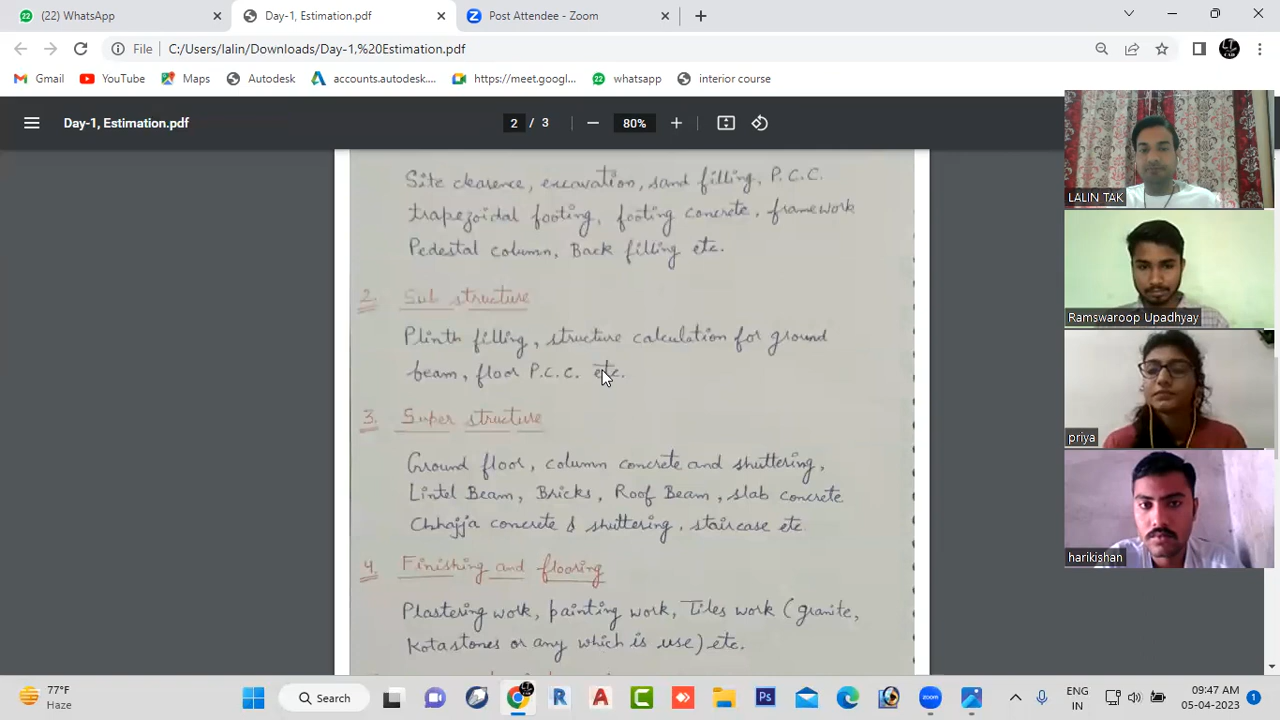 (22) WhatsApp
Day-1, Estimation.pdf
Post Attendee - Zoom
File
C:/Users/lalin/Downloads/Day-1,%20Estimation.pdf
Gmail
YouTube
Maps
Autodesk
accounts.autodesk....
https://meet.googl...
whatsapp
interior course
Day-1, Estimation.pdf
2 / 3
80%
Site clearence, excavation, sand filling, P.C.C.
trapezoidal footing, footing concrete, framework
Pedestal column, Back filling etc.
2. Sub structure
Plinth filling, structure calculation for ground
beam, floor P.C.C. etc.
3. Super structure
Ground floor, column concrete and shuttering,
Lintel Beam, Bricks, Roof Beam, slab concrete
Chhajja concrete & shuttering, staircase etc.
4. Finishing and flooring
Plastering work, painting work, Tiles work (granite,
Kotastones or any which is use) etc.
LALIN TAK
Ramswaroop Upadhyay
priya
harikishan
77°F
Haze
Search
zoom
ENG
IN
09:47 AM
05-04-2023